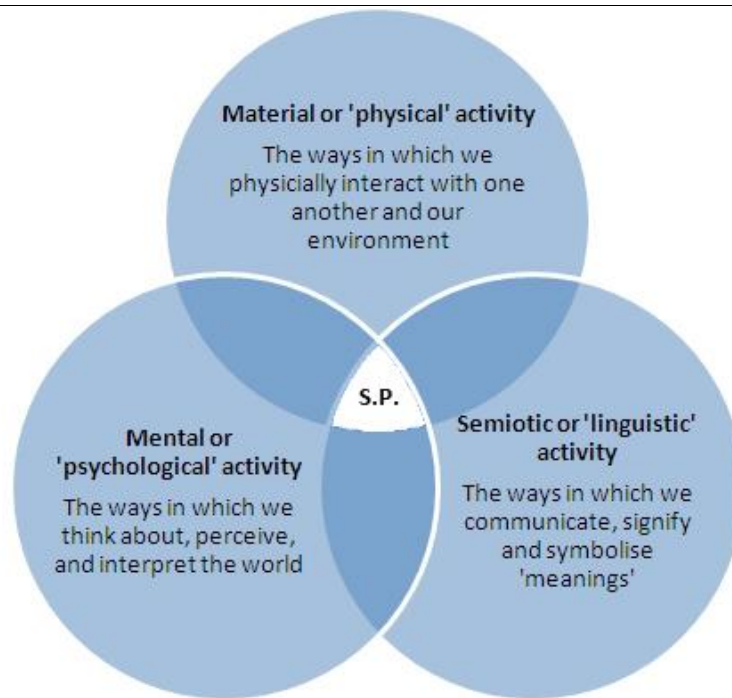 Material or 'physical' activity
The ways in which we
physicially interact with one
another and our
environment
S.P.
Mental or
'psychological' activity
The ways in which we
think about, perceive,
and interpret the world
Semiotic or 'linguistic'
activity
The ways in which we
communicate, signify
and symbolise
'meanings'